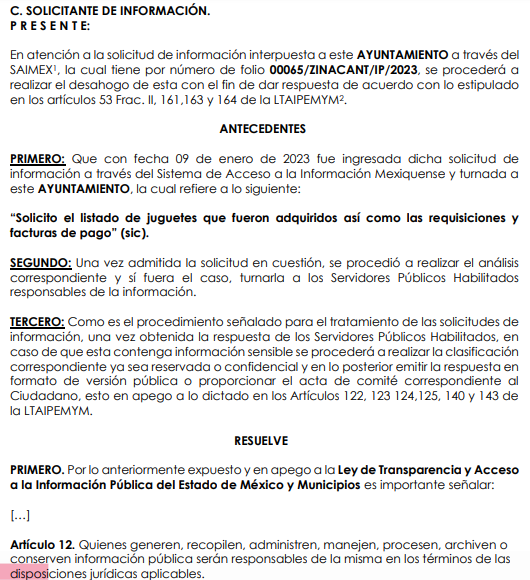 C. SOLICITANTE DE INFORMACIÓN.
P R E S E N T E:
En atención a la solicitud de información interpuesta a este AYUNTAMIENTO a través del
SAIMEX¹, la cual tiene por número de folio 00065/ZINACANT/IP/2023, se procederá a
realizar el desahogo de esta con el fin de dar respuesta de acuerdo con lo estipulado
en los artículos 53 Frac. II, 161,163 y 164 de la LTAIPEMYM².
ANTECEDENTES
PRIMERO: Que con fecha 09 de enero de 2023 fue ingresada dicha solicitud de
información a través del Sistema de Acceso a la Información Mexiquense y turnada a
este AYUNTAMIENTO, la cual refiere a lo siguiente:
“Solicito el listado de juguetes que fueron adquiridos así como las requisiciones y
facturas de pago” (sic).
SEGUNDO: Una vez admitida la solicitud en cuestión, se procedió a realizar el análisis
correspondiente y sí fuera el caso, turnarla a los Servidores Públicos Habilitados
responsables de la información.
TERCERO: Como es el procedimiento señalado para el tratamiento de las solicitudes de
información, una vez obtenida la respuesta de los Servidores Públicos Habilitados, en
caso de que esta contenga información sensible se procederá a realizar la clasificación
correspondiente ya sea reservada o confidencial y en lo posterior emitir la respuesta en
formato de versión pública o proporcionar el acta de comité correspondiente al
Ciudadano, esto en apego a lo dictado en los Artículos 122, 123 124,125, 140 y 143 de
la LTAIPEMYM.
RESUELVE
PRIMERO. Por lo anteriormente expuesto y en apego a la Ley de Transparencia y Acceso
a la Información Pública del Estado de México y Municipios es importante señalar:
[…]
Artículo 12. Quienes generen, recopilen, administren, manejen, procesen, archiven o
conserven información pública serán responsables de la misma en los términos de las
disposiciones jurídicas aplicables.